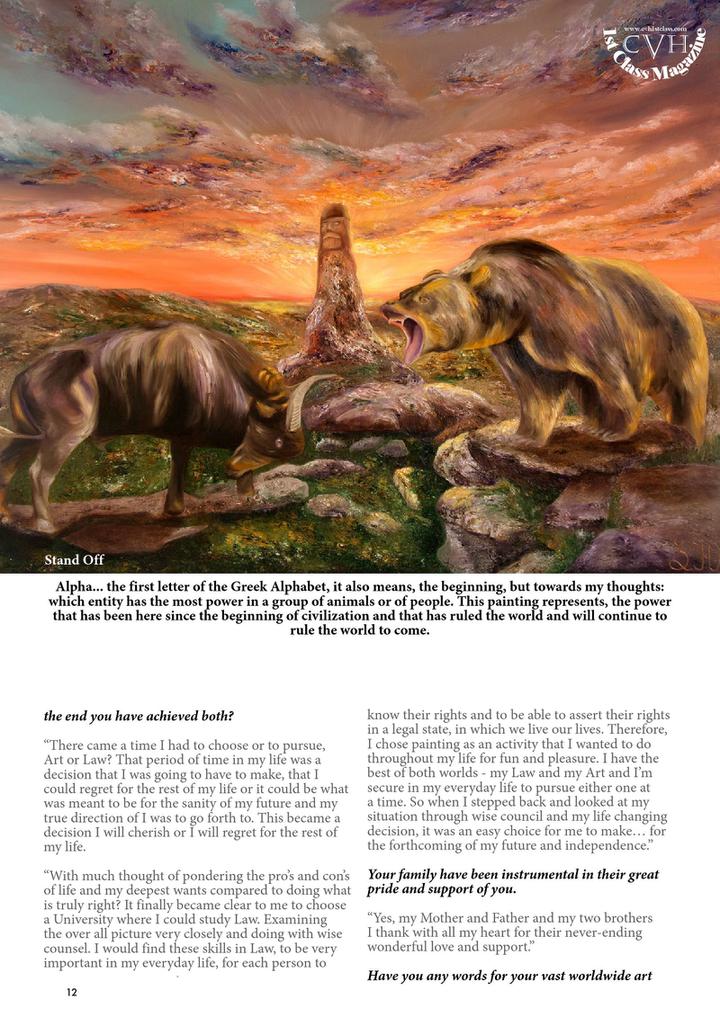 www.cvh1stclass.com
CVH
1st Class Magazine
Stand Off
Alpha... the first letter of the Greek Alphabet, it also means, the beginning, but towards my thoughts:
which entity has the most power in a group of animals or of people. This painting represents, the power
that has been here since the beginning of civilization and that has ruled the world and will continue to
rule the world to come.
the end you have achieved both?
“There came a time I had to choose or to pursue,
Art or Law? That period of time in my life was a
decision that I was going to have to make, that I
could regret for the rest of my life or it could be what
was meant to be for the sanity of my future and my
true direction of I was to go forth to. This became a
decision I will cherish or I will regret for the rest of
my life.
“With much thought of pondering the pro’s and con’s
of life and my deepest wants compared to doing what
is truly right? It finally became clear to me to choose
a University where I could study Law. Examining
the over all picture very closely and doing with wise
counsel. I would find these skills in Law, to be very
important in my everyday life, for each person to
know their rights and to be able to assert their rights
in a legal state, in which we live our lives. Therefore,
I chose painting as an activity that I wanted to do
throughout my life for fun and pleasure. I have the
best of both worlds - my Law and my Art and I’m
secure in my everyday life to pursue either one at
a time. So when I stepped back and looked at my
situation through wise council and my life changing
decision, it was an easy choice for me to make… for
the forthcoming of my future and independence.”
Your family have been instrumental in their great
pride and support of you.
“Yes, my Mother and Father and my two brothers
I thank with all my heart for their never-ending
wonderful love and support.”
Have you any words for your vast worldwide art
12